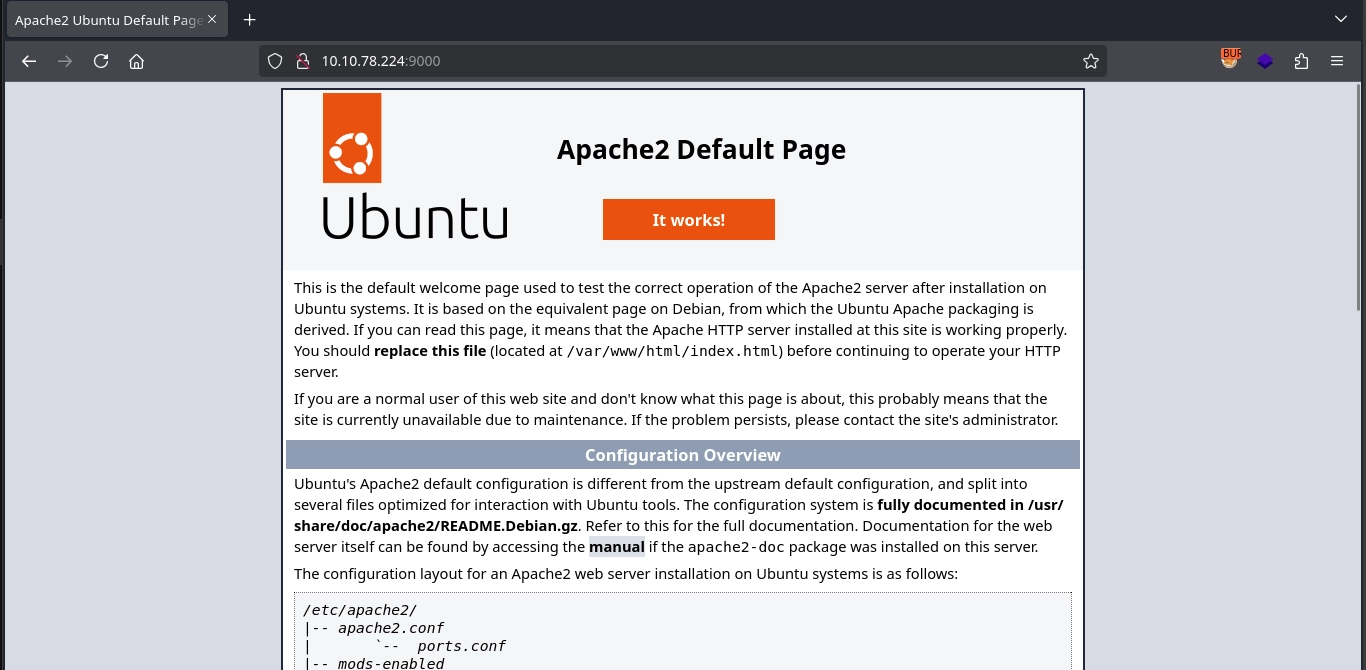 Apache2 Ubuntu Default Page
10.10.78.224:9000
BUR
Apache2 Default Page
Ubuntu
It works!
This is the default welcome page used to test the correct operation of the Apache2 server after installation on
Ubuntu systems. It is based on the equivalent page on Debian, from which the Ubuntu Apache packaging is
derived. If you can read this page, it means that the Apache HTTP server installed at this site is working properly.
You should replace this file (located at /var/www/html/index.html) before continuing to operate your HTTP
server.
If you are a normal user of this web site and don't know what this page is about, this probably means that the
site is currently unavailable due to maintenance. If the problem persists, please contact the site's administrator.
Configuration Overview
Ubuntu's Apache2 default configuration is different from the upstream default configuration, and split into
several files optimized for interaction with Ubuntu tools. The configuration system is fully documented in /usr/
share/doc/apache2/README.Debian.gz. Refer to this for the full documentation. Documentation for the web
server itself can be found by accessing the manual if the apache2-doc package was installed on this server.
The configuration layout for an Apache2 web server installation on Ubuntu systems is as follows:
/etc/apache2/
|-- apache2.conf
|       `--  ports.conf
|-- mods-enabled